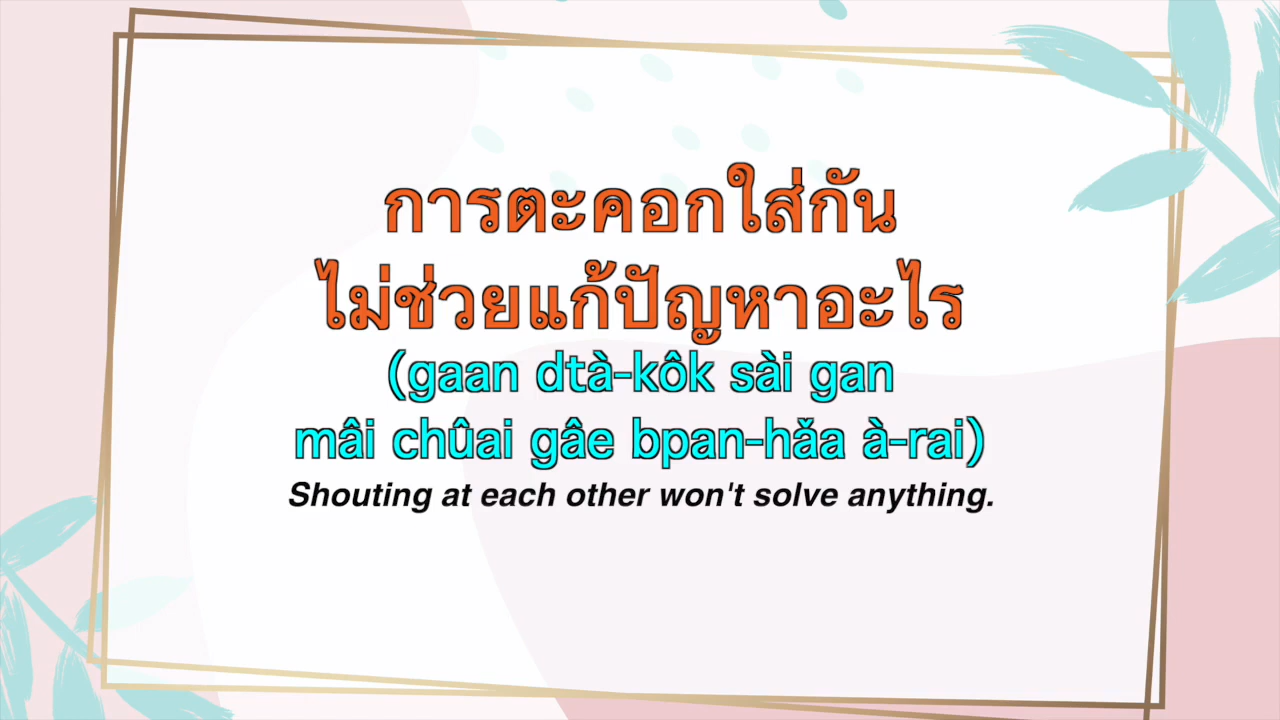 การตะคอกใส่กัน
ไม่ช่วยแก้ปัญหาอะไร
(gaan dtà-kôk sài gan
mâi chûai gâe bpan-hǎa à-rai)
Shouting at each other won't solve anything.